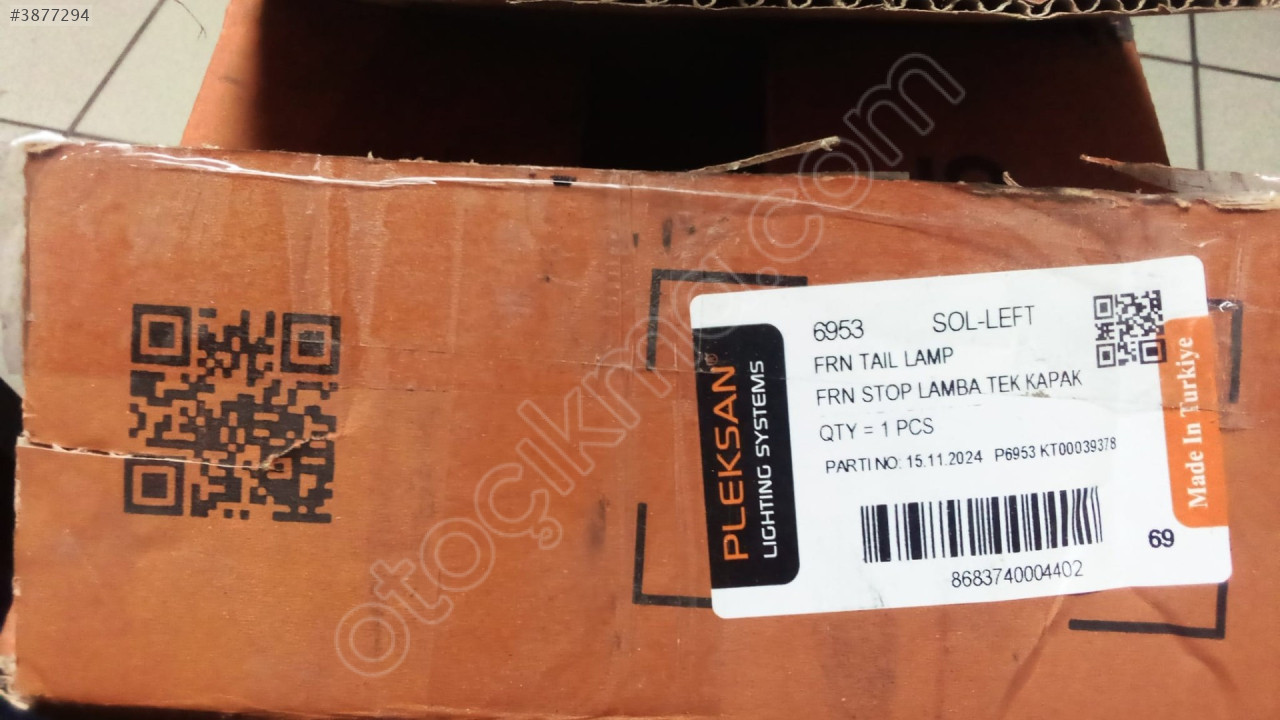 #3877294
6953 SOL-LEFT
FRN TAIL LAMP
FRN STOP LAMBA TEK KAPAK
QTY = 1 PCS
PARTI NO: 15.11.2024 P6953 KT00039378
8683740004402
69
PLEKSAN®
LIGHTING SYSTEMS
Made In Turkiye
otoçıkma.com